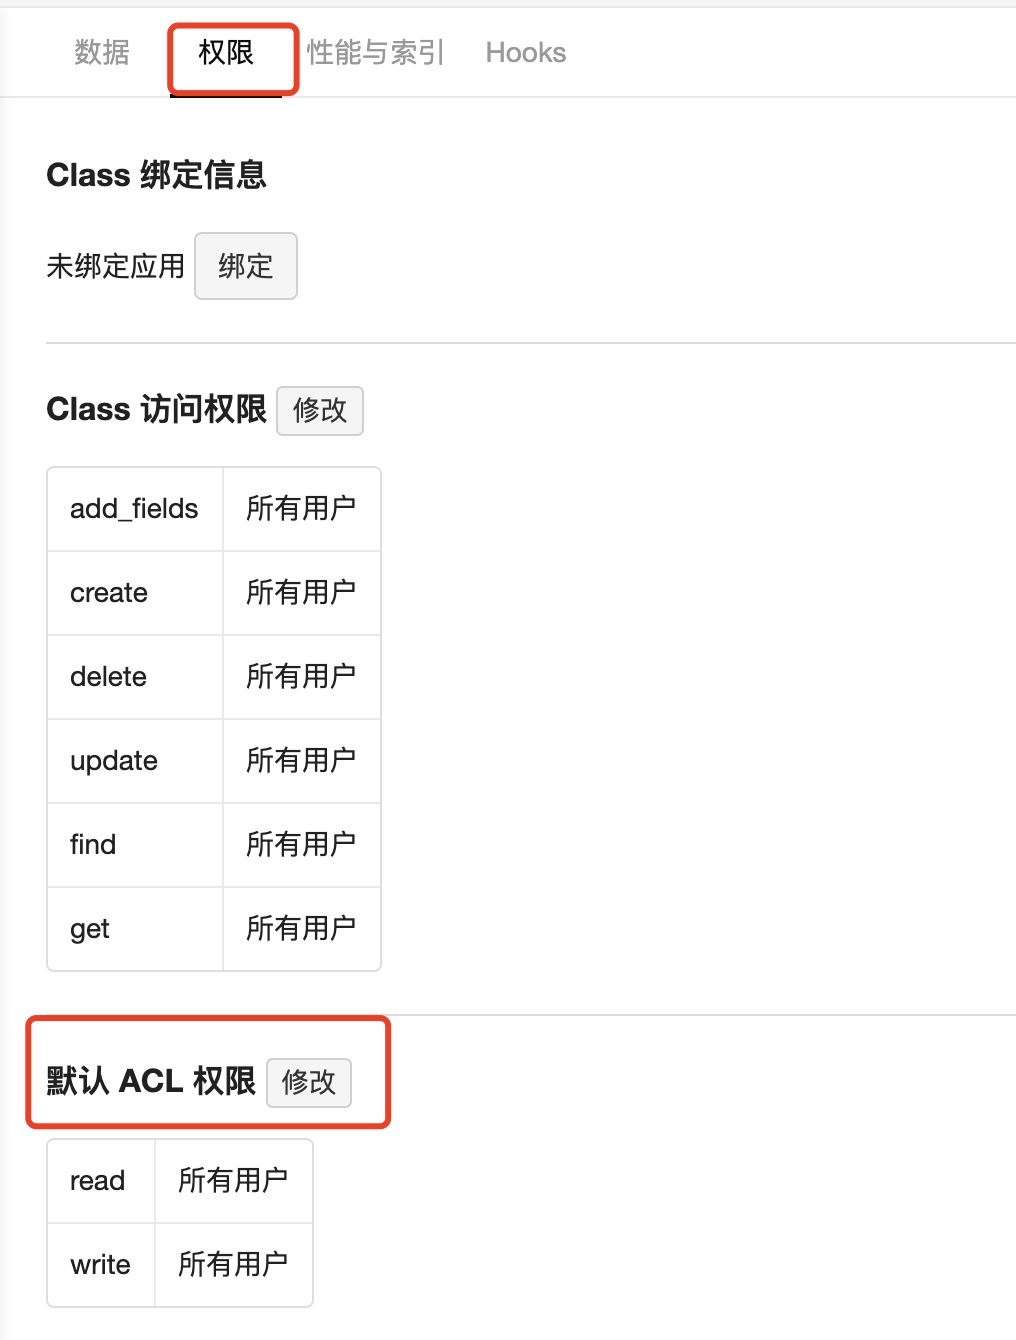 数据 权限 性能与索引 Hooks
Class 绑定信息
未绑定应用 绑定
Class 访问权限 修改
add_fields 所有用户
create 所有用户
delete 所有用户
update 所有用户
find 所有用户
get 所有用户
默认 ACL 权限 修改
read 所有用户
write 所有用户